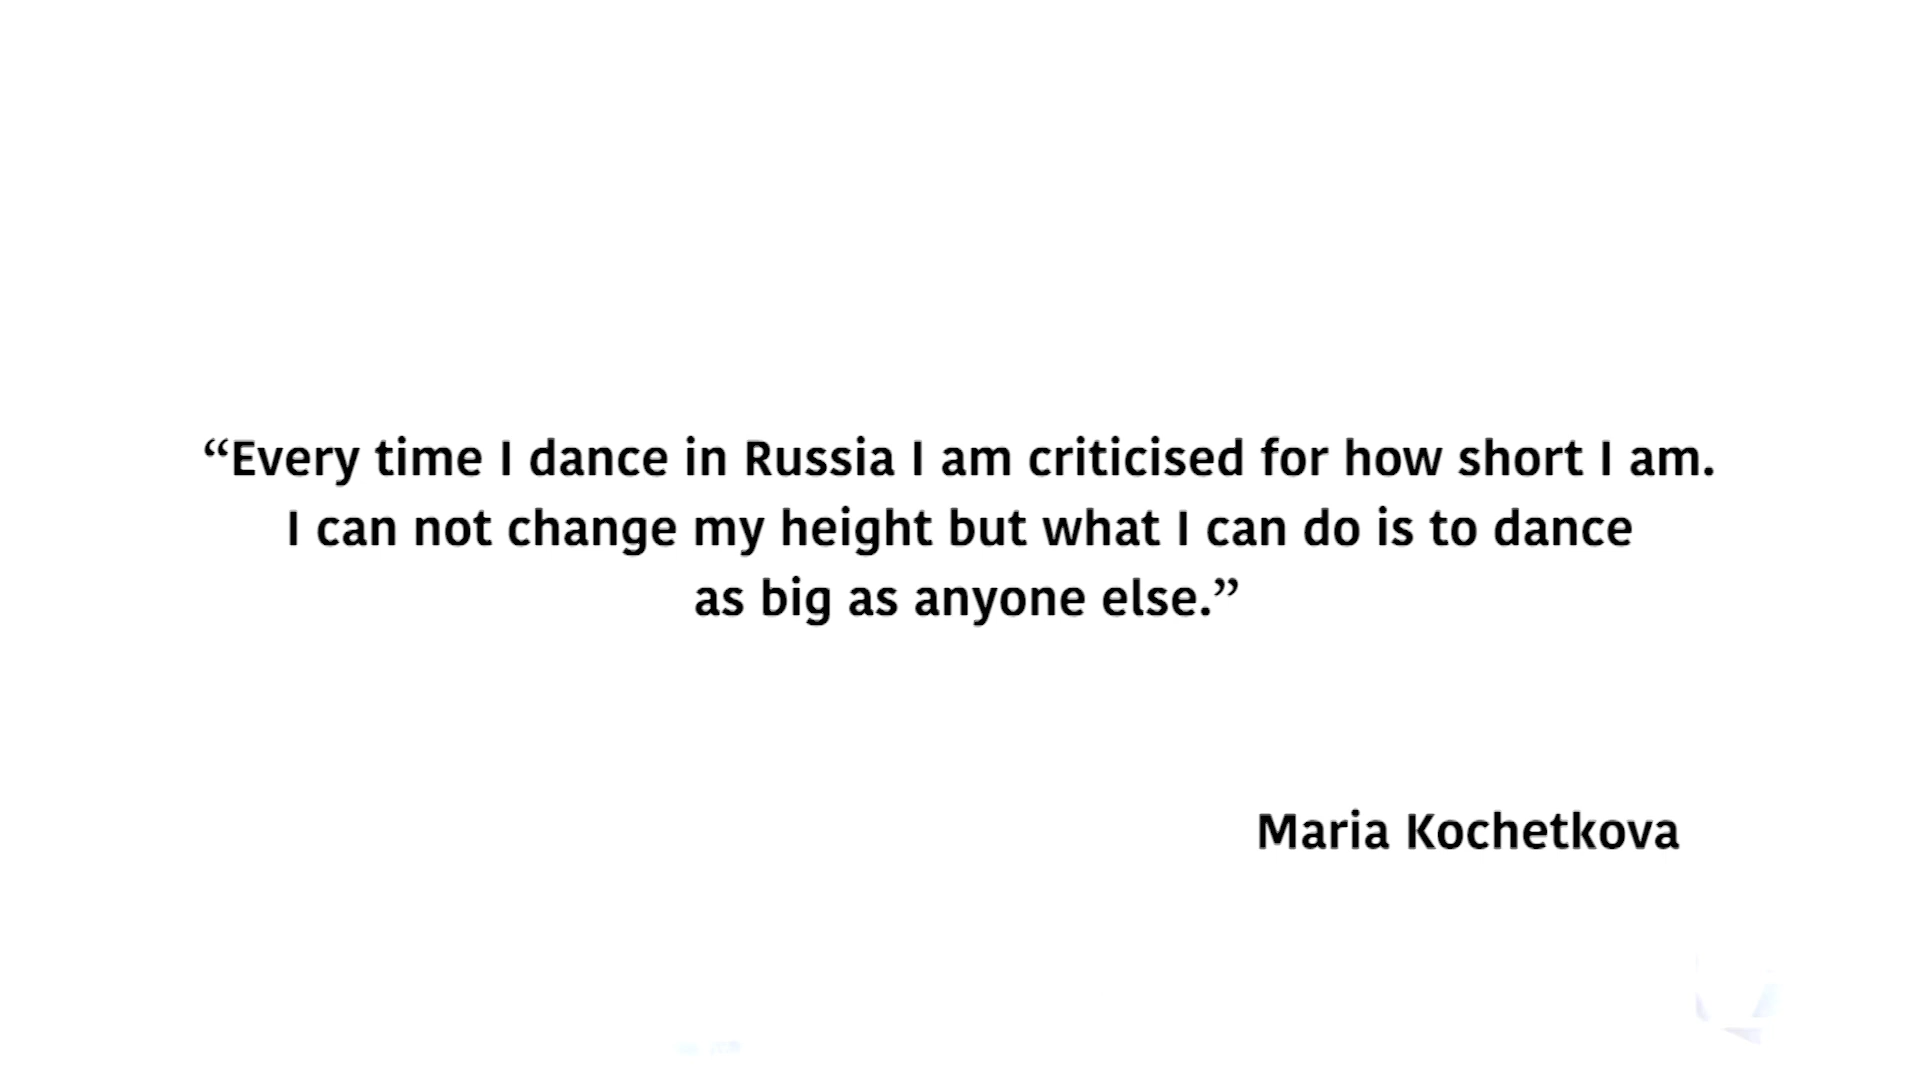 “Every time I dance in Russia I am criticised for how short I am.
I can not change my height but what I can do is to dance
as big as anyone else.”
Maria Kochetkova